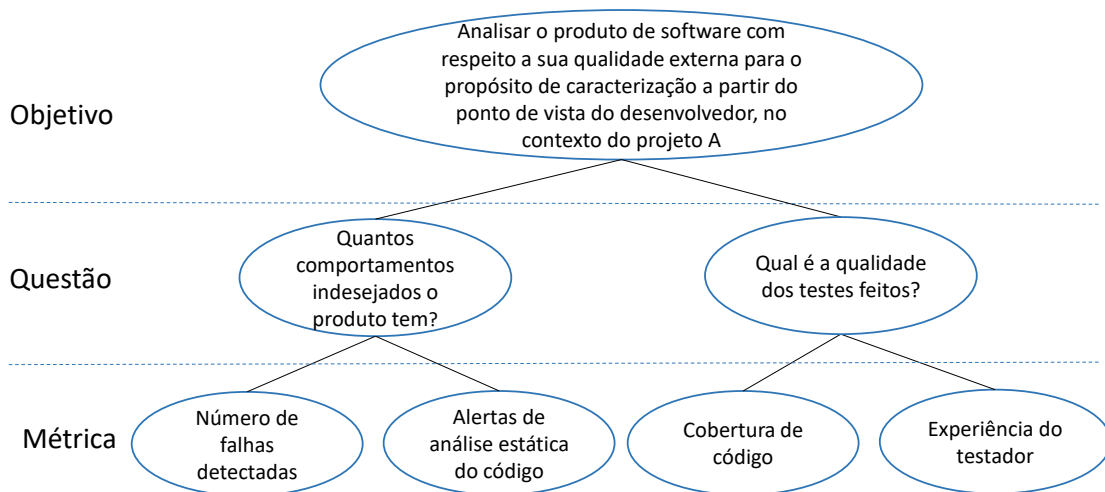 Objetivo
Analisar o produto de software com
respeito a sua qualidade externa para o
propósito de caracterização a partir do
ponto de vista do desenvolvedor, no
contexto do projeto A
Questão
Quantos
comportamentos
indesejados o
produto tem?
Qual é a qualidade
dos testes feitos?
Métrica
Número de
falhas
detectadas
Alertas de
análise estática
do código
Cobertura de
código
Experiência do
testador